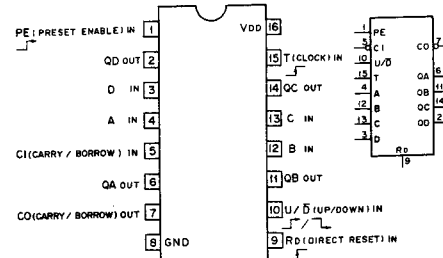 PE(PRESET ENABLE) IN 1
QD OUT 2
D IN 3
A IN 4
CI(CARRY/BORROW) IN 5
QA OUT 6
CO(CARRY/BORROW) OUT 7
8 GND
VDD 16
15 T(CLOCK) IN
14 QC OUT
13 C IN
12 B IN
11 QB OUT
10 U/D̅(UP/DOWN) IN
9 RD(DIRECT RESET) IN
1 PE
5 CI CO 7
10 U/D̅
15 T QA 6
4 A QB 11
12 B QC 14
13 C QD 2
3 D
RD
9